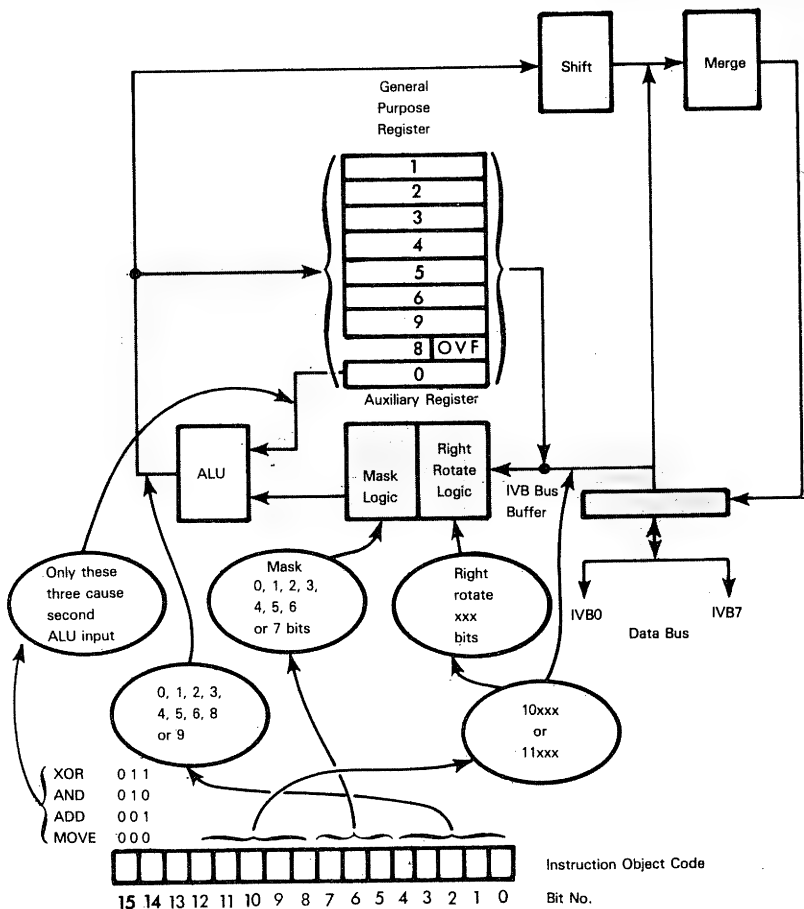 Shift
Merge
General
Purpose
Register
1
2
3
4
5
6
9
8 OVF
0
Auxiliary Register
ALU
Mask
Logic
Right
Rotate
Logic
IVB Bus
Buffer
Only these
three cause
second
ALU input
Mask
0, 1, 2, 3,
4, 5, 6
or 7 bits
Right
rotate
xxx
bits
IVB0
IVB7
Data Bus
0, 1, 2, 3,
4, 5, 6, 8
or 9
10xxx
or
11xxx
XOR 0 1 1
AND 0 1 0
ADD 0 0 1
MOVE 0 0 0
Instruction Object Code
15 14 13 12 11 10 9 8 7 6 5 4 3 2 1 0 Bit No.